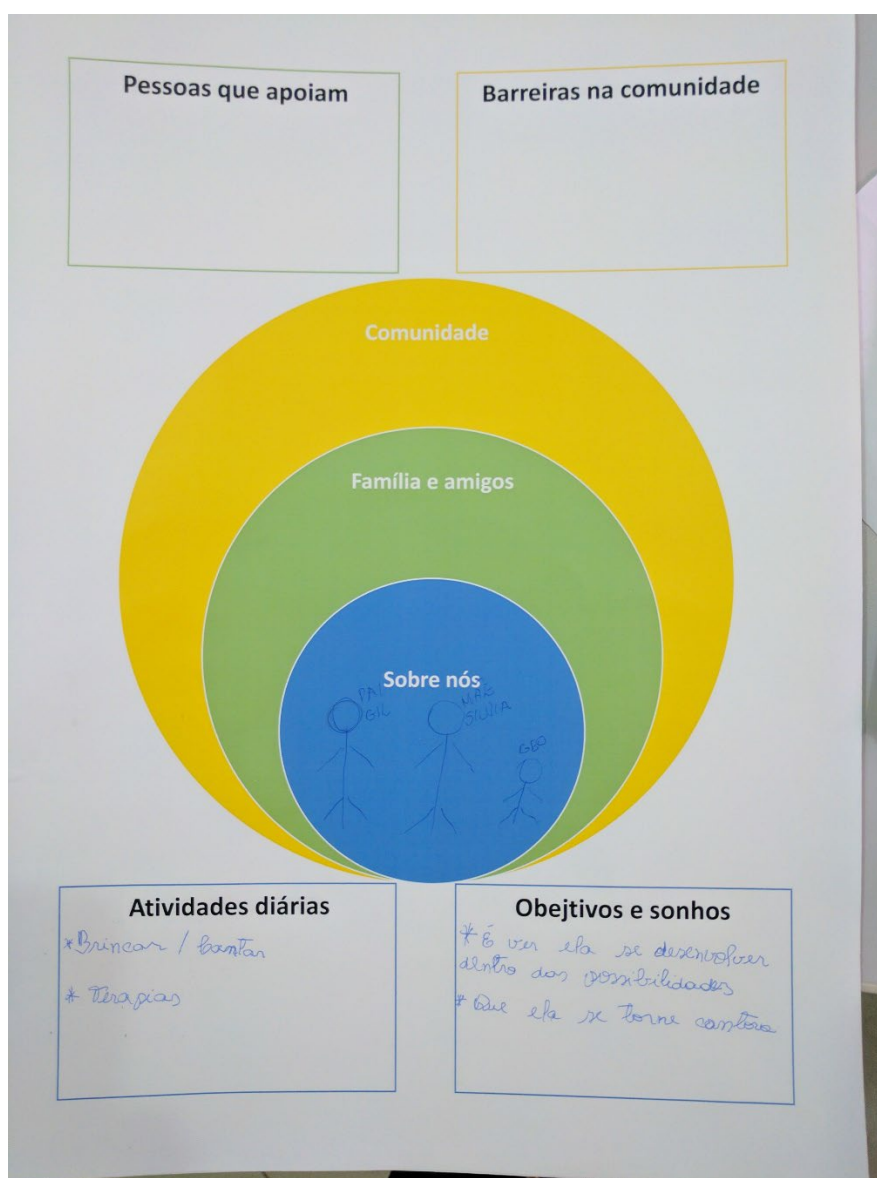 Pessoas que apoiam
Barreiras na comunidade
Comunidade
Família e amigos
Sobre nós
PAI
GIL
MÃE
SILVIA
GEO
Atividades diárias
* Brincar / Cantar
* Terapias
Obejtivos e sonhos
* É ver ela se desenvolver
dentro das possibilidades
* Que ela se torne cantora